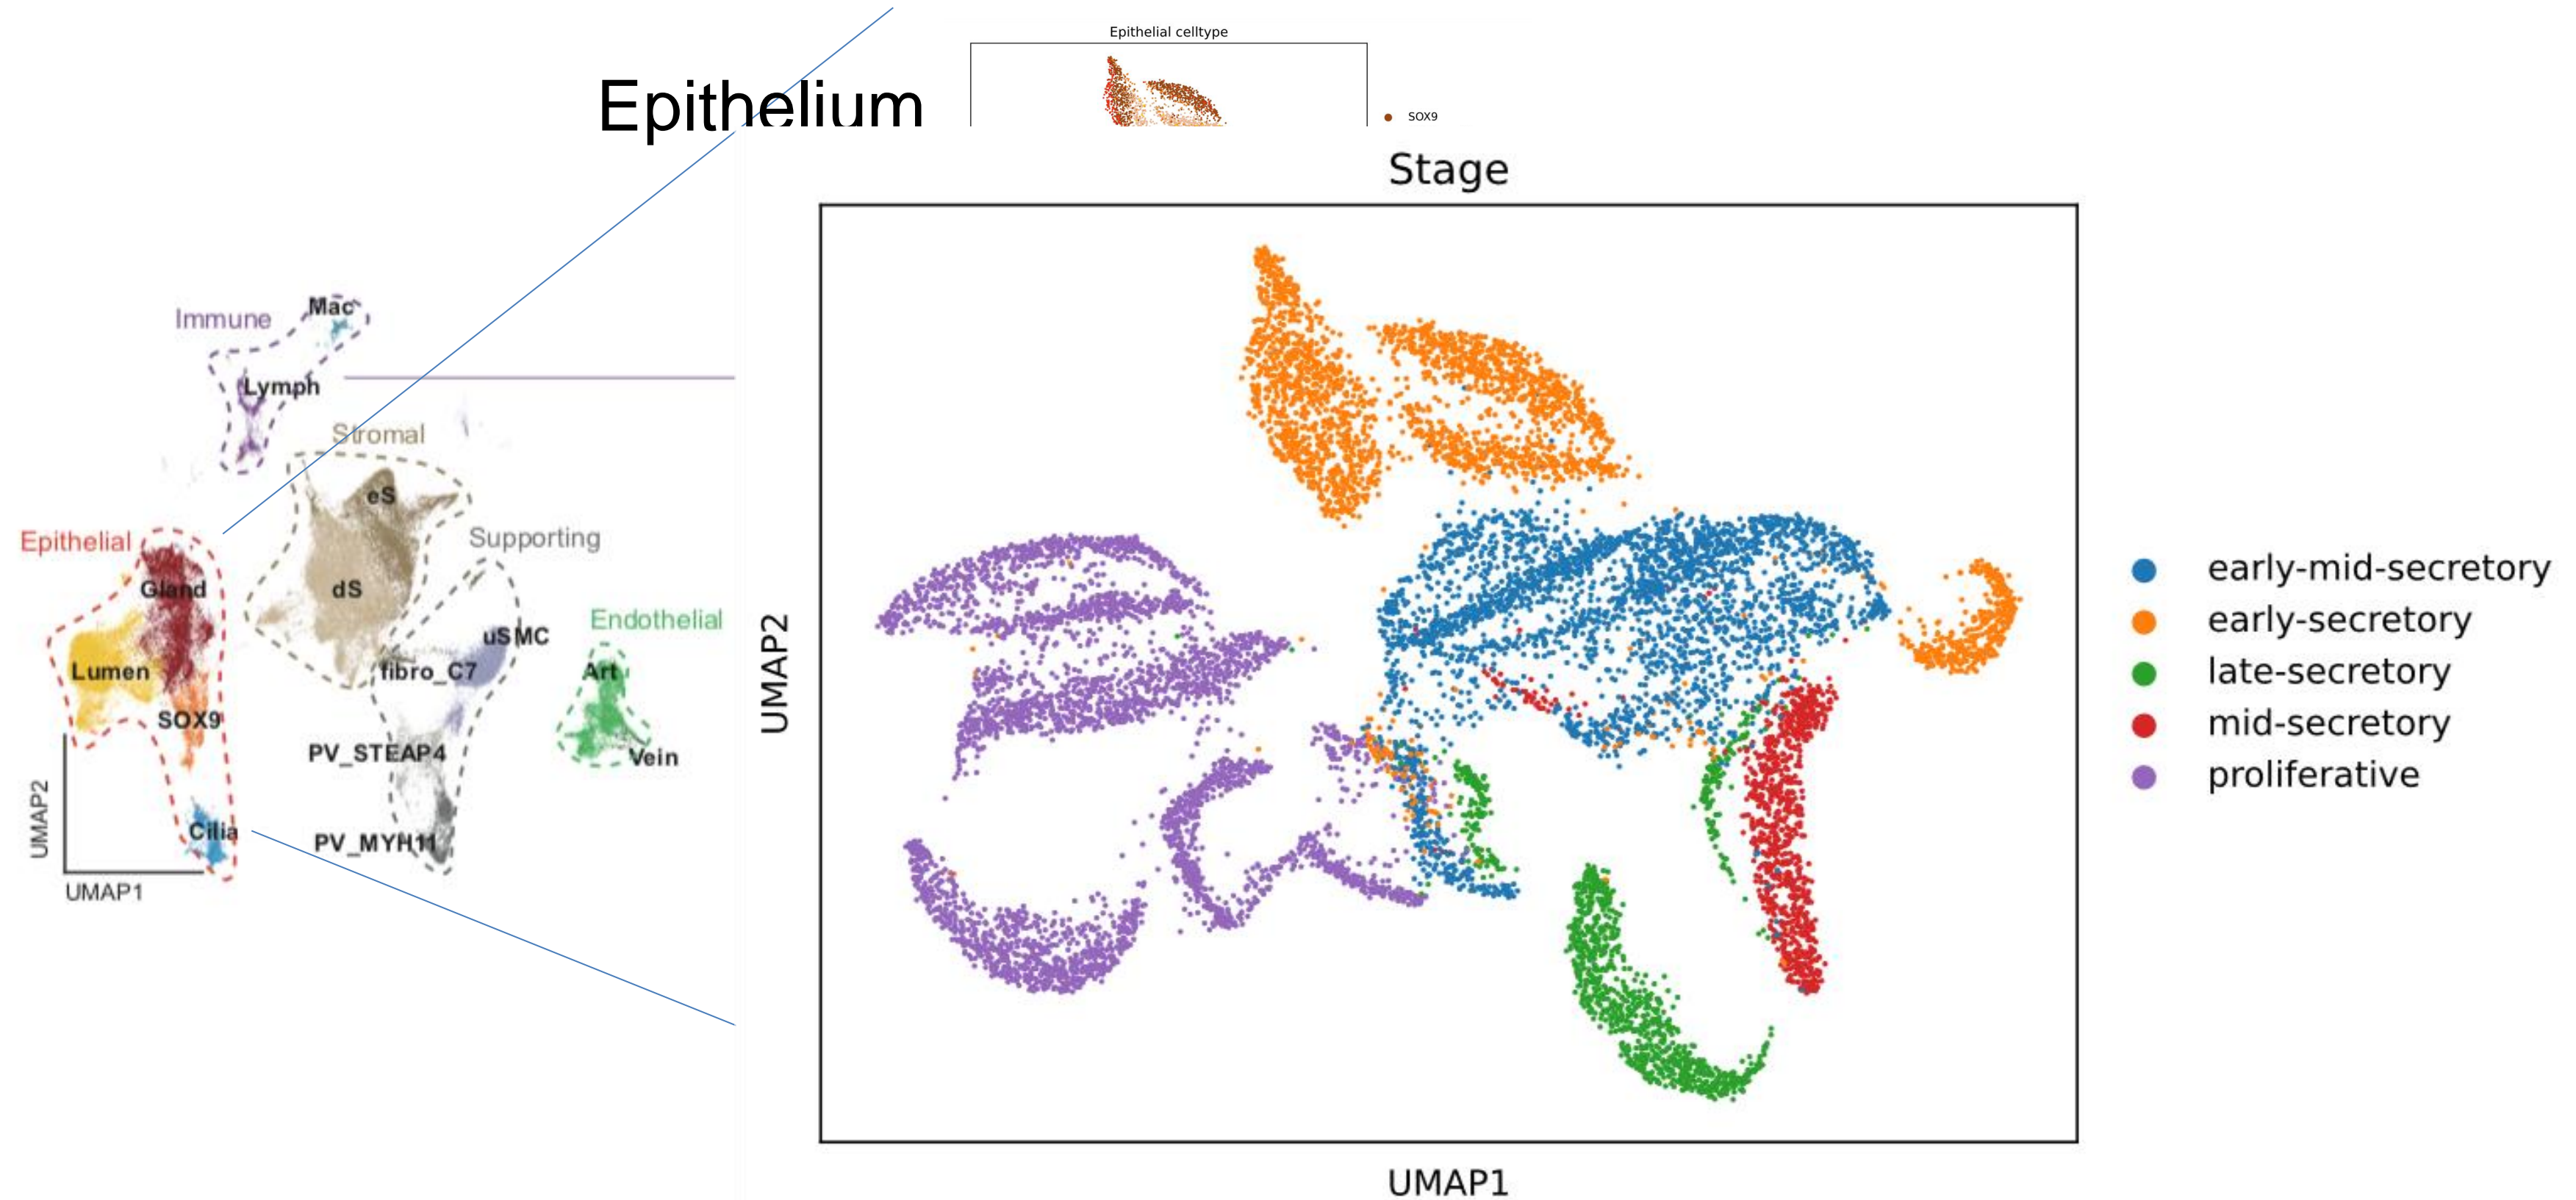 Epithelial celltype
Epithelium
SOX9
Stage
Mac
Immune
Lymph
Stromal
eS
Epithelial
Supporting
Gland
dS
Endothelial
uSMC
Lumen
fibro_C7
Art
SOX9
PV_STEAP4
Vein
Cilia
PV_MYH11
UMAP2
UMAP1
UMAP2
UMAP1
early-mid-secretory
early-secretory
late-secretory
mid-secretory
proliferative